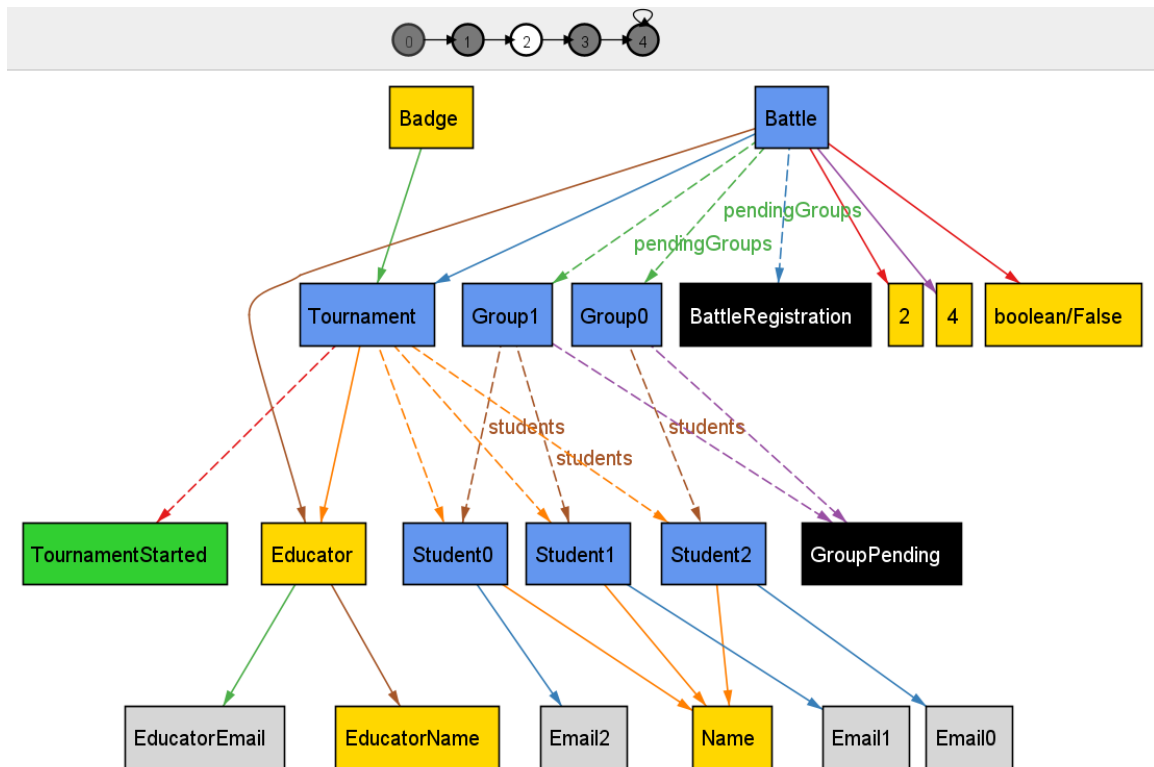 0 1 2 3 4
Badge Battle
pendingGroups
pendingGroups
Tournament Group1 Group0 BattleRegistration 2 4 boolean/False
students students
students
TournamentStarted Educator Student0 Student1 Student2 GroupPending
EducatorEmail EducatorName Email2 Name Email1 Email0